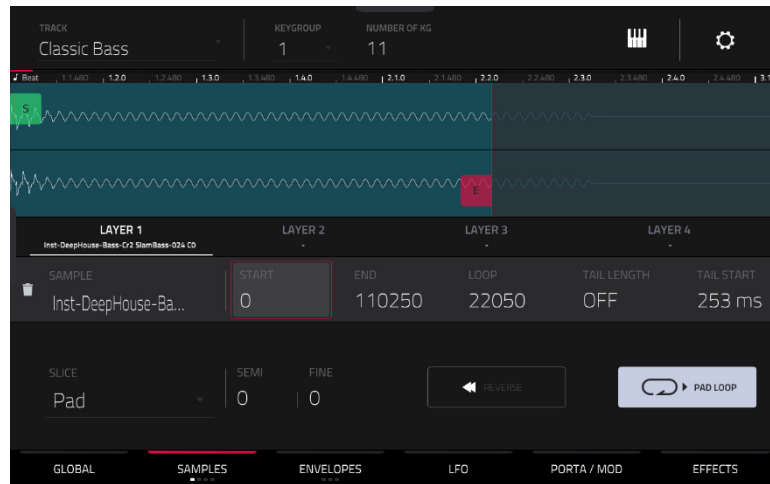 TRACK KEYGROUP NUMBER OF KG
Classic Bass 1 11
Beat 1.1.480 1.2.0 1.2.480 1.3.0 1.3.480 1.4.0 1.4.480 2.1.0 2.1.480 2.2.0 2.2.480 2.3.0 2.3.480 2.4.0 2.4.480 3.1
S
E
LAYER 1 LAYER 2 LAYER 3 LAYER 4
Inst-DeepHouse-Bass-Cr2 SlamBass-024 C0 - - -
SAMPLE START END LOOP TAIL LENGTH TAIL START
Inst-DeepHouse-Ba... 0 110250 22050 OFF 253 ms
SLICE SEMI FINE
Pad 0 0 REVERSE PAD LOOP
GLOBAL SAMPLES ENVELOPES LFO PORTA / MOD EFFECTS